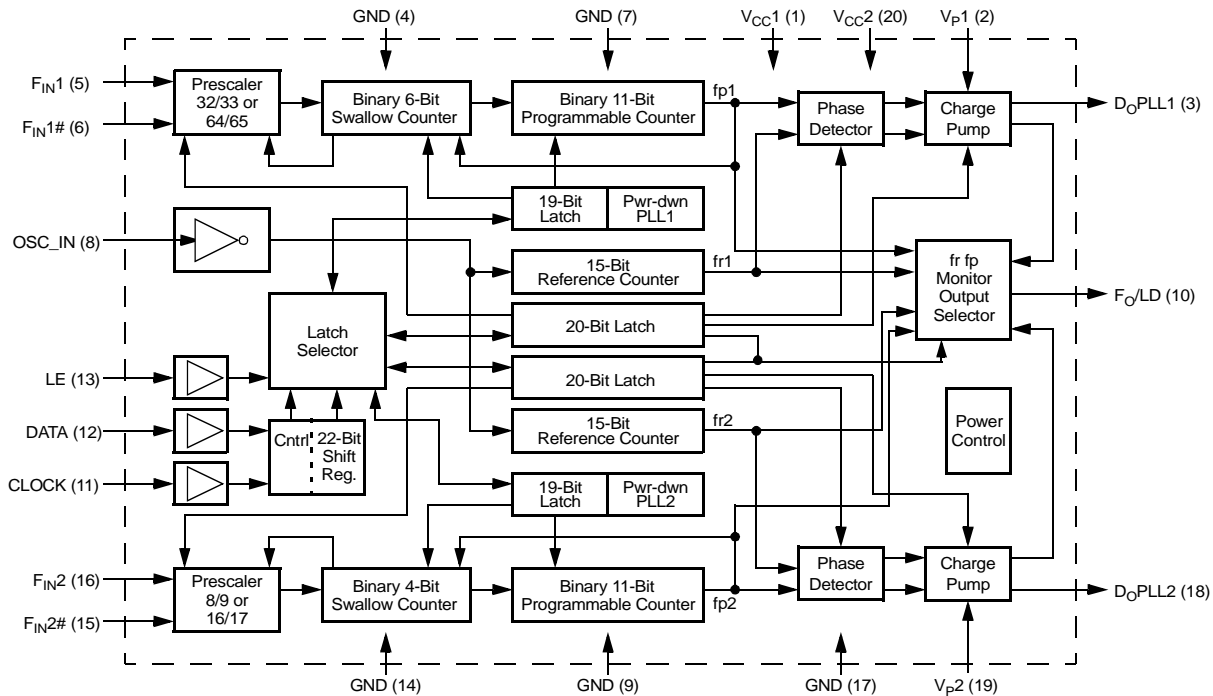 GND (4)
GND (7)
VCC1 (1)
VCC2 (20)
VP1 (2)
FIN1 (5)
FIN1# (6)
Prescaler
32/33 or
64/65
Binary 6-Bit
Swallow Counter
Binary 11-Bit
Programmable Counter
fp1
Phase
Detector
Charge
Pump
DOPLL1 (3)
19-Bit
Latch
Pwr-dwn
PLL1
OSC_IN (8)
15-Bit
Reference Counter
fr1
fr fp
Monitor
Output
Selector
FO/LD (10)
Latch
Selector
20-Bit Latch
20-Bit Latch
LE (13)
DATA (12)
CLOCK (11)
Cntrl
22-Bit
Shift
Reg.
15-Bit
Reference Counter
fr2
Power
Control
19-Bit
Latch
Pwr-dwn
PLL2
FIN2 (16)
FIN2# (15)
Prescaler
8/9 or
16/17
Binary 4-Bit
Swallow Counter
Binary 11-Bit
Programmable Counter
fp2
Phase
Detector
Charge
Pump
DOPLL2 (18)
GND (14)
GND (9)
GND (17)
VP2 (19)